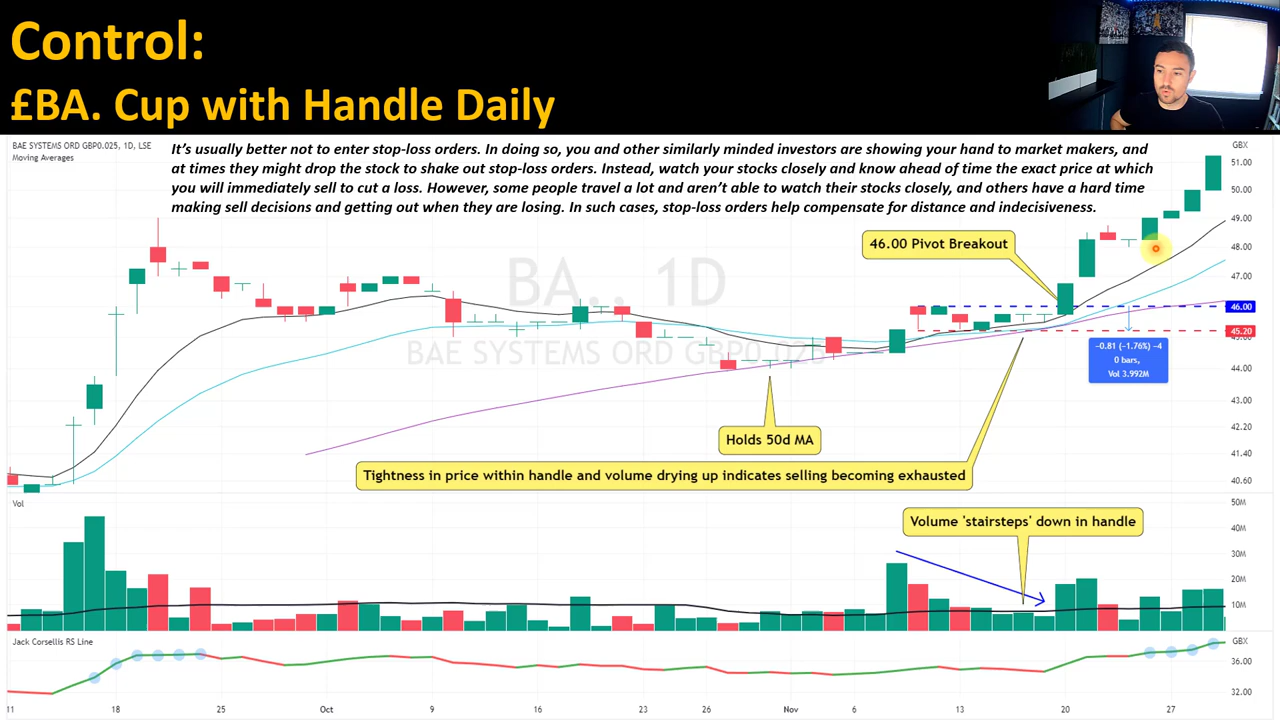 Control:
£BA. Cup with Handle Daily
BAE SYSTEMS ORD GBP0.025, 1D, LSE
Moving Averages
It's usually better not to enter stop-loss orders. In doing so, you and other similarly minded investors are showing your hand to market makers, and
at times they might drop the stock to shake out stop-loss orders. Instead, watch your stocks closely and know ahead of time the exact price at which
you will immediately sell to cut a loss. However, some people travel a lot and aren't able to watch their stocks closely, and others have a hard time
making sell decisions and getting out when they are losing. In such cases, stop-loss orders help compensate for distance and indecisiveness.
GBX
51.00
50.00
49.00
48.00
47.00
46.00
45.20
44.00
43.00
42.20
41.40
40.60
46.00 Pivot Breakout
BA., 1D
BAE SYSTEMS ORD GBP0.025
-0.81 (-1.76%) -4
0 bars,
Vol 3.992M
Holds 50d MA
Tightness in price within handle and volume drying up indicates selling becoming exhausted
Vol
50M
40M
30M
20M
10M
Volume 'stairsteps' down in handle
Jack Corsellis RS Line
GBX
36.00
32.00
11 18 25 Oct 9 16 23 26 Nov 6 13 20 27